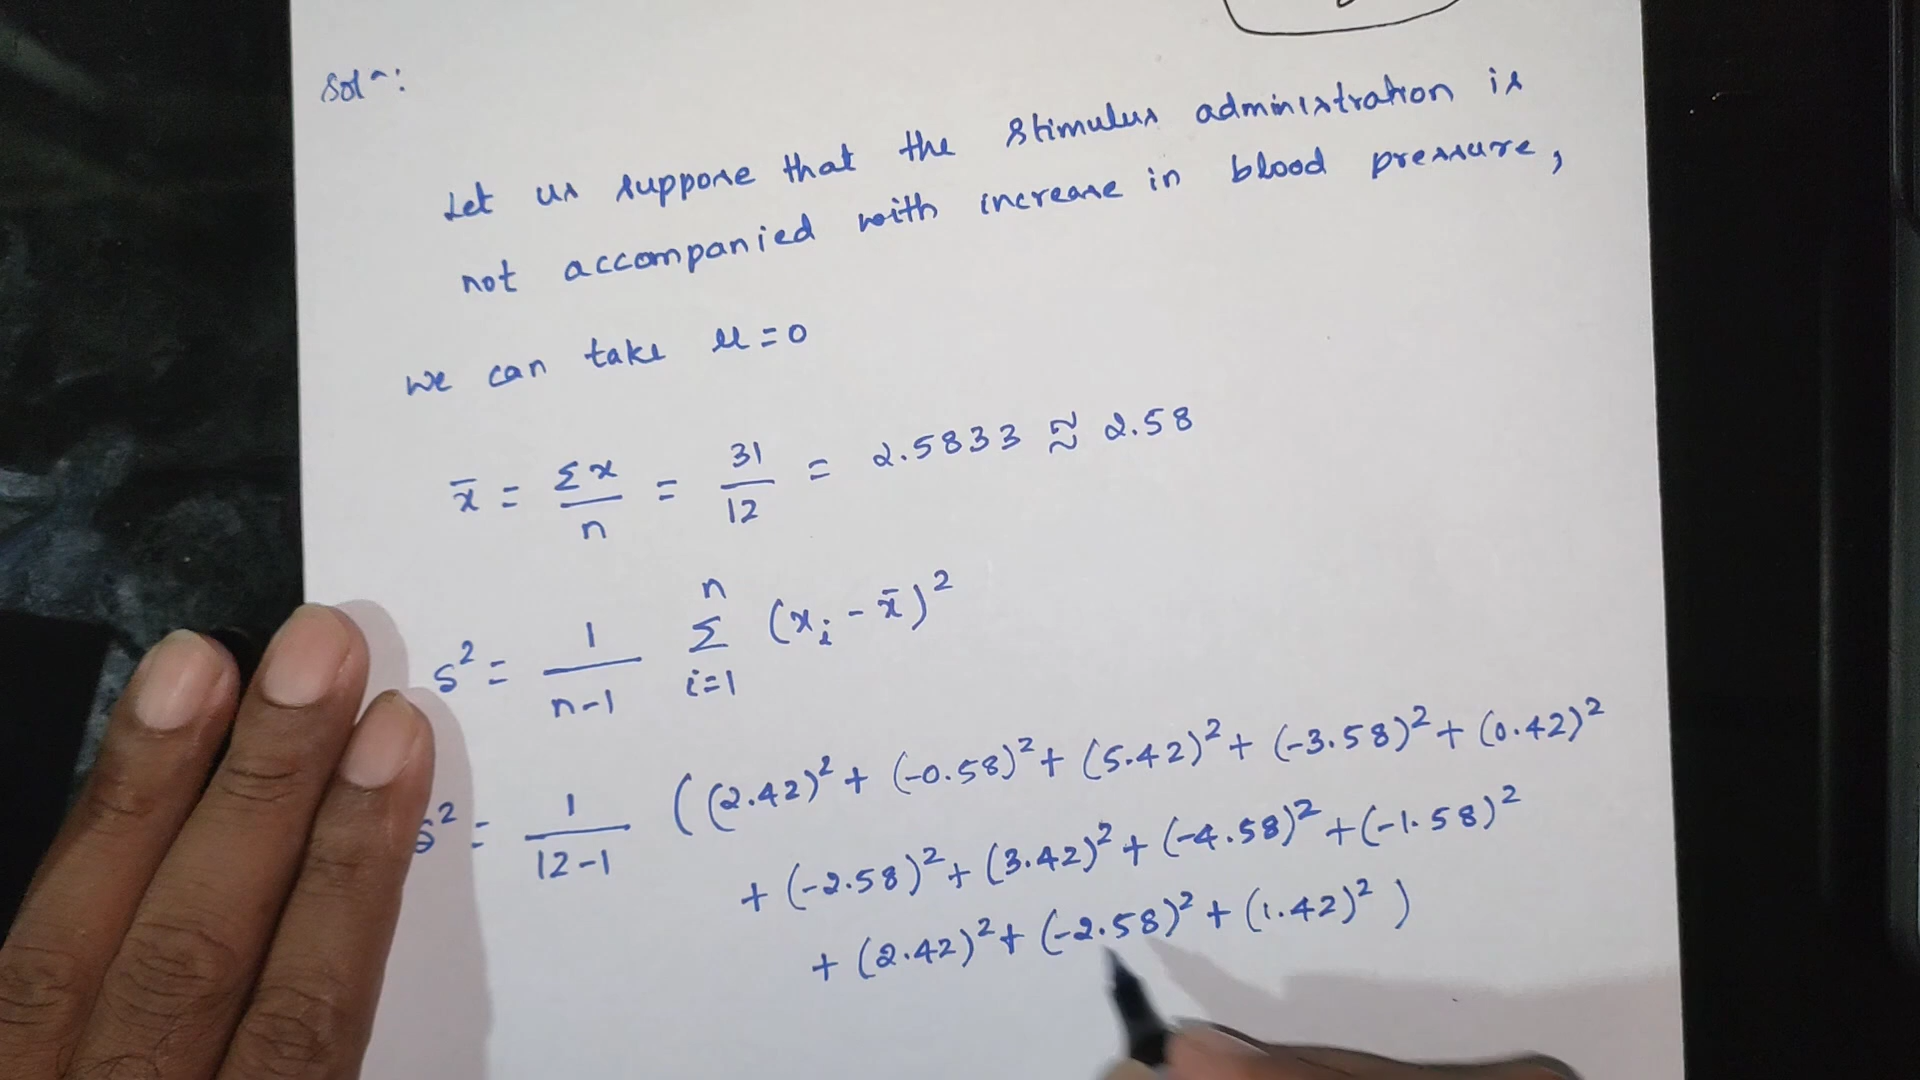 Solⁿ:
Let us suppose that the stimulus administration is
not accompanied with increase in blood pressure,
We can take μ=0
x̄ = Σx/n = 31/12 = 2.5833 ≈ 2.58
s² = 1/(n-1) Σ_{i=1}^{n} (x_i - x̄)²
s² = 1/(12-1) ((2.42)² + (-0.58)² + (5.42)² + (-3.58)² + (0.42)²
+ (-2.58)² + (3.42)² + (-4.58)² + (-1.58)²
+ (2.42)² + (-2.58)² + (1.42)²)